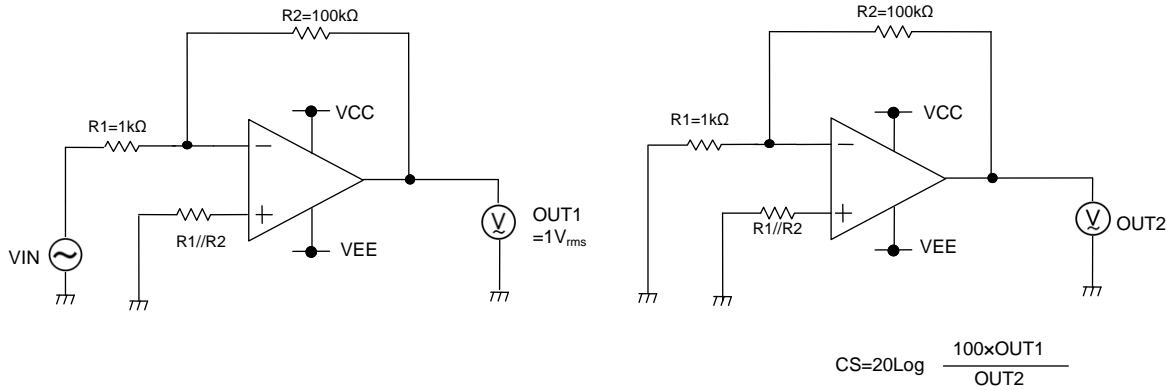 R2=100kΩ
VCC
R1=1kΩ
R1//R2
VEE
VIN
OUT1
=1Vrms
R2=100kΩ
VCC
R1=1kΩ
R1//R2
VEE
OUT2
CS=20Log 100×OUT1
OUT2